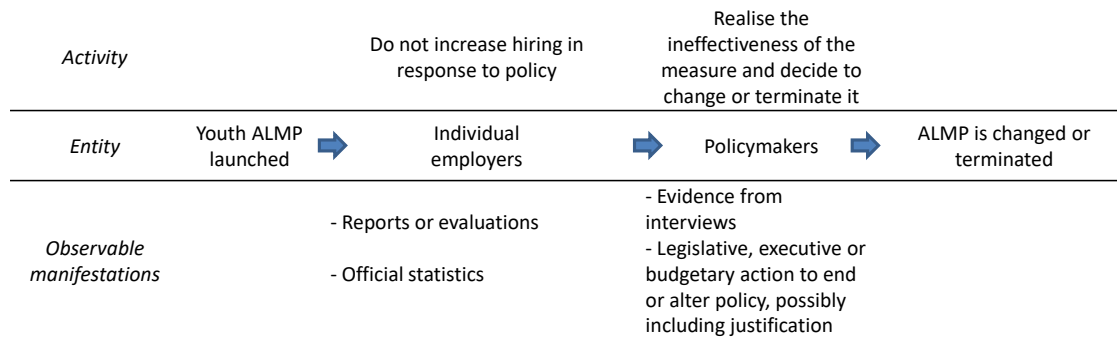 Activity
Do not increase hiring in
response to policy
Realise the
ineffectiveness of the
measure and decide to
change or terminate it
Entity
Youth ALMP
launched
Individual
employers
Policymakers
ALMP is changed or
terminated
Observable
manifestations
- Reports or evaluations
- Official statistics
- Evidence from
interviews
- Legislative, executive or
budgetary action to end
or alter policy, possibly
including justification